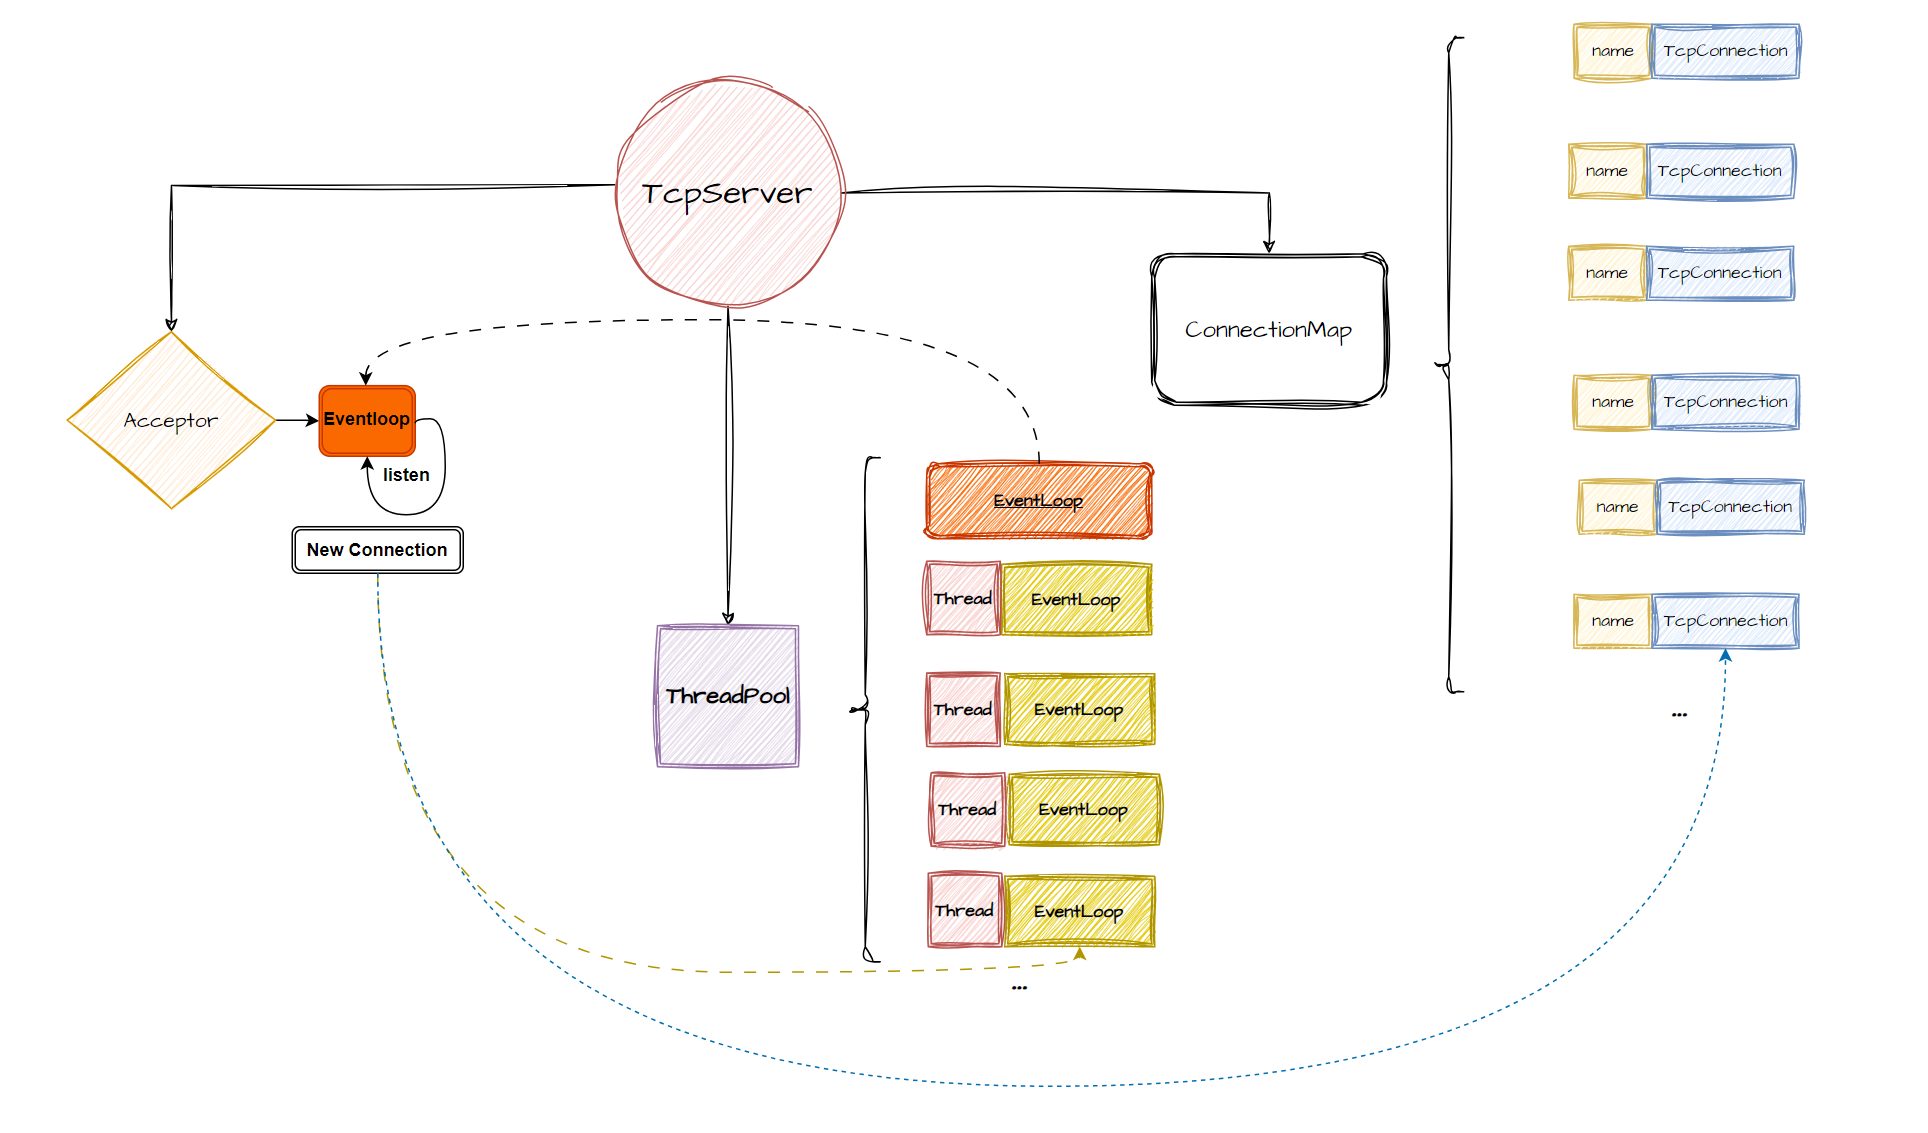 name TcpConnection
name TcpConnection
TcpServer
name TcpConnection
ConnectionMap
name TcpConnection
Acceptor
Eventloop
listen
EventLoop
name TcpConnection
New Connection
Thread EventLoop
name TcpConnection
ThreadPool
Thread EventLoop
...
Thread EventLoop
Thread EventLoop
...